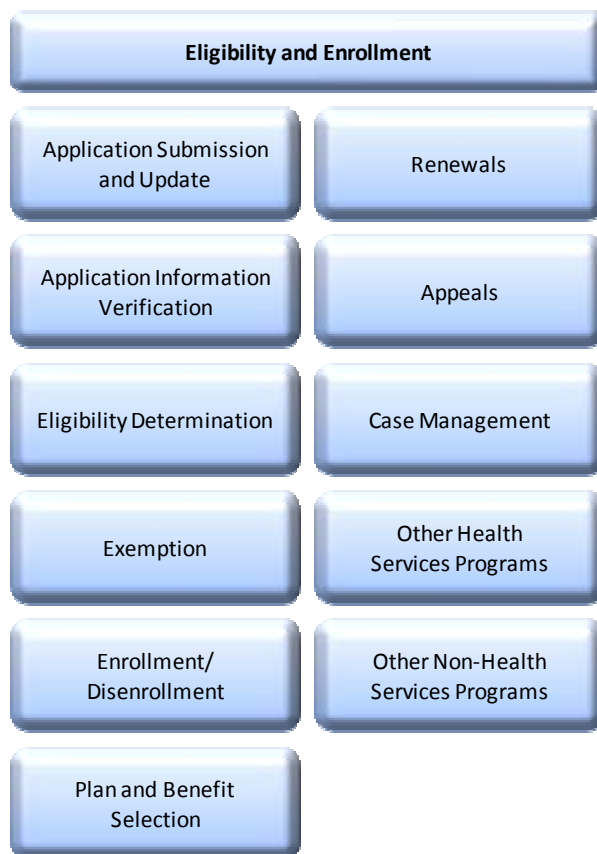 Eligibility and Enrollment
Application Submission
and Update
Renewals
Application Information
Verification
Appeals
Eligibility Determination
Case Management
Exemption
Other Health
Services Programs
Enrollment/
Disenrollment
Other Non-Health
Services Programs
Plan and Benefit
Selection